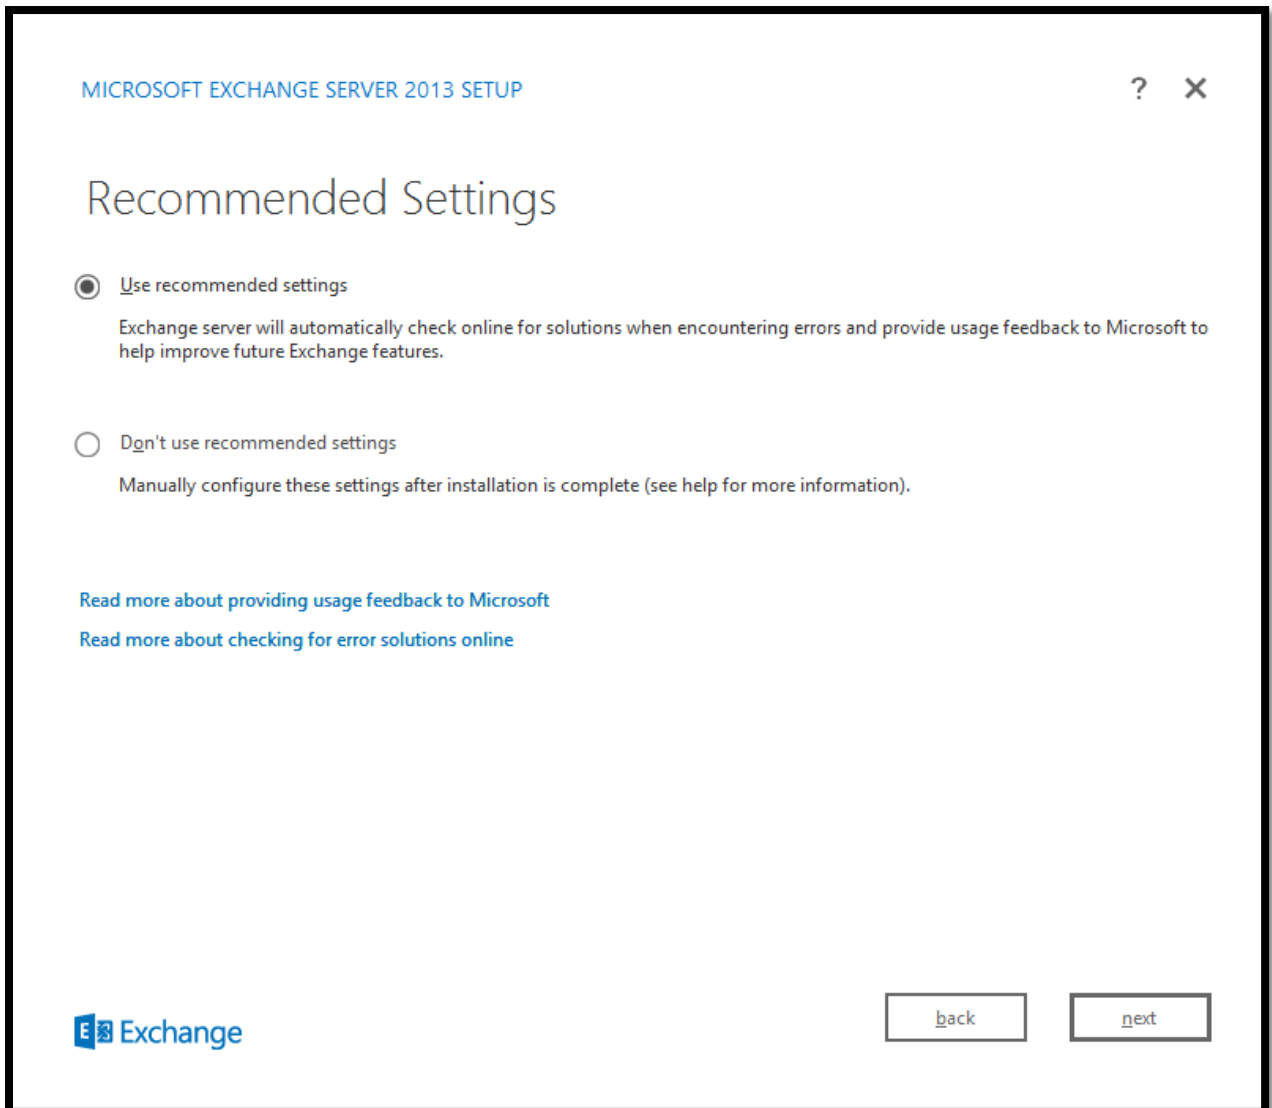 MICROSOFT EXCHANGE SERVER 2013 SETUP
?
Recommended Settings
Use recommended settings
Exchange server will automatically check online for solutions when encountering errors and provide usage feedback to Microsoft to
help improve future Exchange features.
Don't use recommended settings
Manually configure these settings after installation is complete (see help for more information).
Read more about providing usage feedback to Microsoft
Read more about checking for error solutions online
E Exchange
back
next